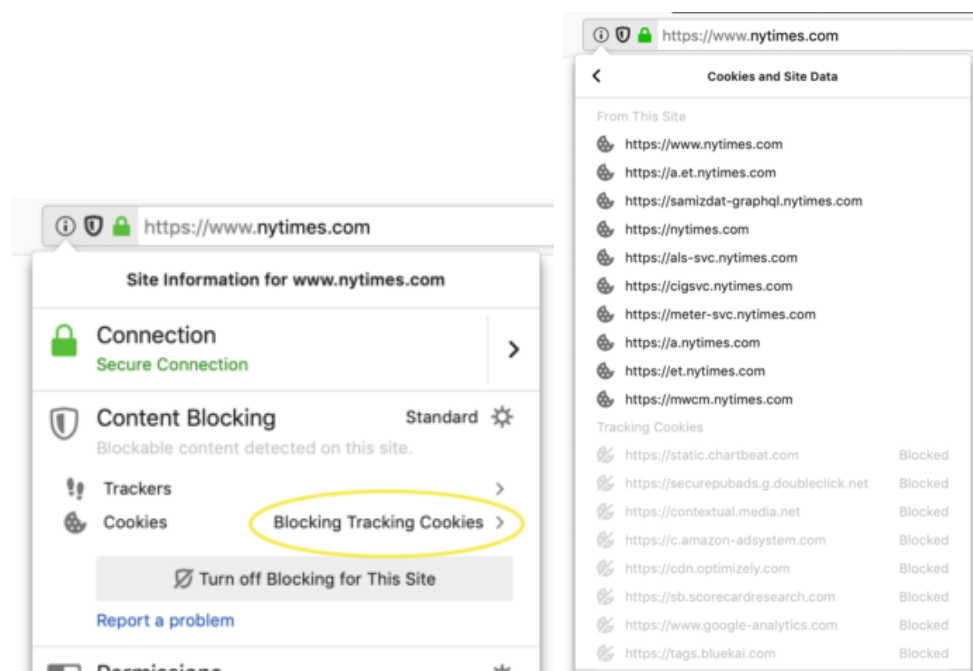 https://www.nytimes.com
Site Information for www.nytimes.com
Connection
Secure Connection
Content Blocking
Standard
Blockable content detected on this site.
Trackers
Cookies
Blocking Tracking Cookies
Turn off Blocking for This Site
Report a problem
Permissions
https://www.nytimes.com
Cookies and Site Data
From This Site
https://www.nytimes.com
https://a.et.nytimes.com
https://samizdat-graphql.nytimes.com
https://nytimes.com
https://als-svc.nytimes.com
https://cigsvc.nytimes.com
https://meter-svc.nytimes.com
https://a.nytimes.com
https://et.nytimes.com
https://mwcm.nytimes.com
Tracking Cookies
https://static.chartbeat.com Blocked
https://securepubads.g.doubleclick.net Blocked
https://contextual.media.net Blocked
https://c.amazon-adsystem.com Blocked
https://cdn.optimizely.com Blocked
https://sb.scorecardresearch.com Blocked
https://www.google-analytics.com Blocked
https://tags.bluekai.com Blocked